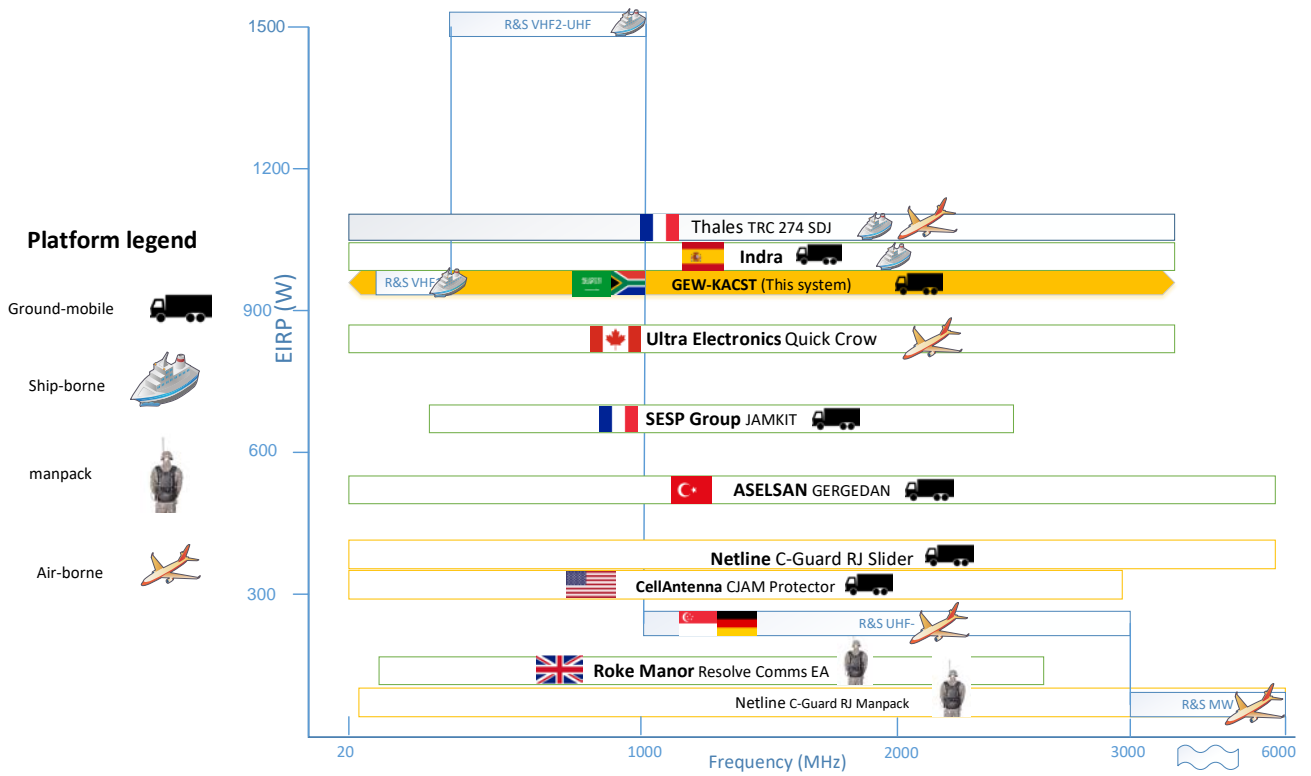 1500
R&S VHF2-UHF
1200
Thales TRC 274 SDJ
Platform legend
Indra
R&S VHF
GEW-KACST (This system)
Ground-mobile
900
EIRP (W)
Ultra Electronics Quick Crow
Ship-borne
SESP Group JAMKIT
600
manpack
ASELSAN GERGEDAN
Netline C-Guard RJ Slider
Air-borne
CellAntenna CJAM Protector
300
R&S UHF-
Roke Manor Resolve Comms EA
Netline C-Guard RJ Manpack
R&S MW
20
1000
2000
3000
6000
Frequency (MHz)